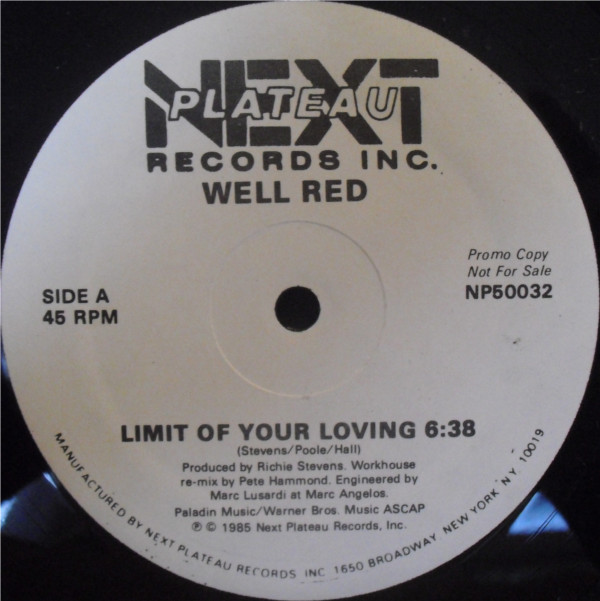 NEXT
PLATEAU
RECORDS INC.
WELL RED
Promo Copy
Not For Sale
NP50032
SIDE A
45 RPM
LIMIT OF YOUR LOVING 6:38
(Stevens/Poole/Hall)
Produced by Richie Stevens. Workhouse
re-mix by Pete Hammond. Engineered by
Marc Lusardi at Marc Angelos.
Paladin Music/Warner Bros. Music ASCAP
℗ © 1985 Next Plateau Records, Inc.
MANUFACTURED BY NEXT PLATEAU RECORDS INC 1650 BROADWAY, NEW YORK N.Y. 10019